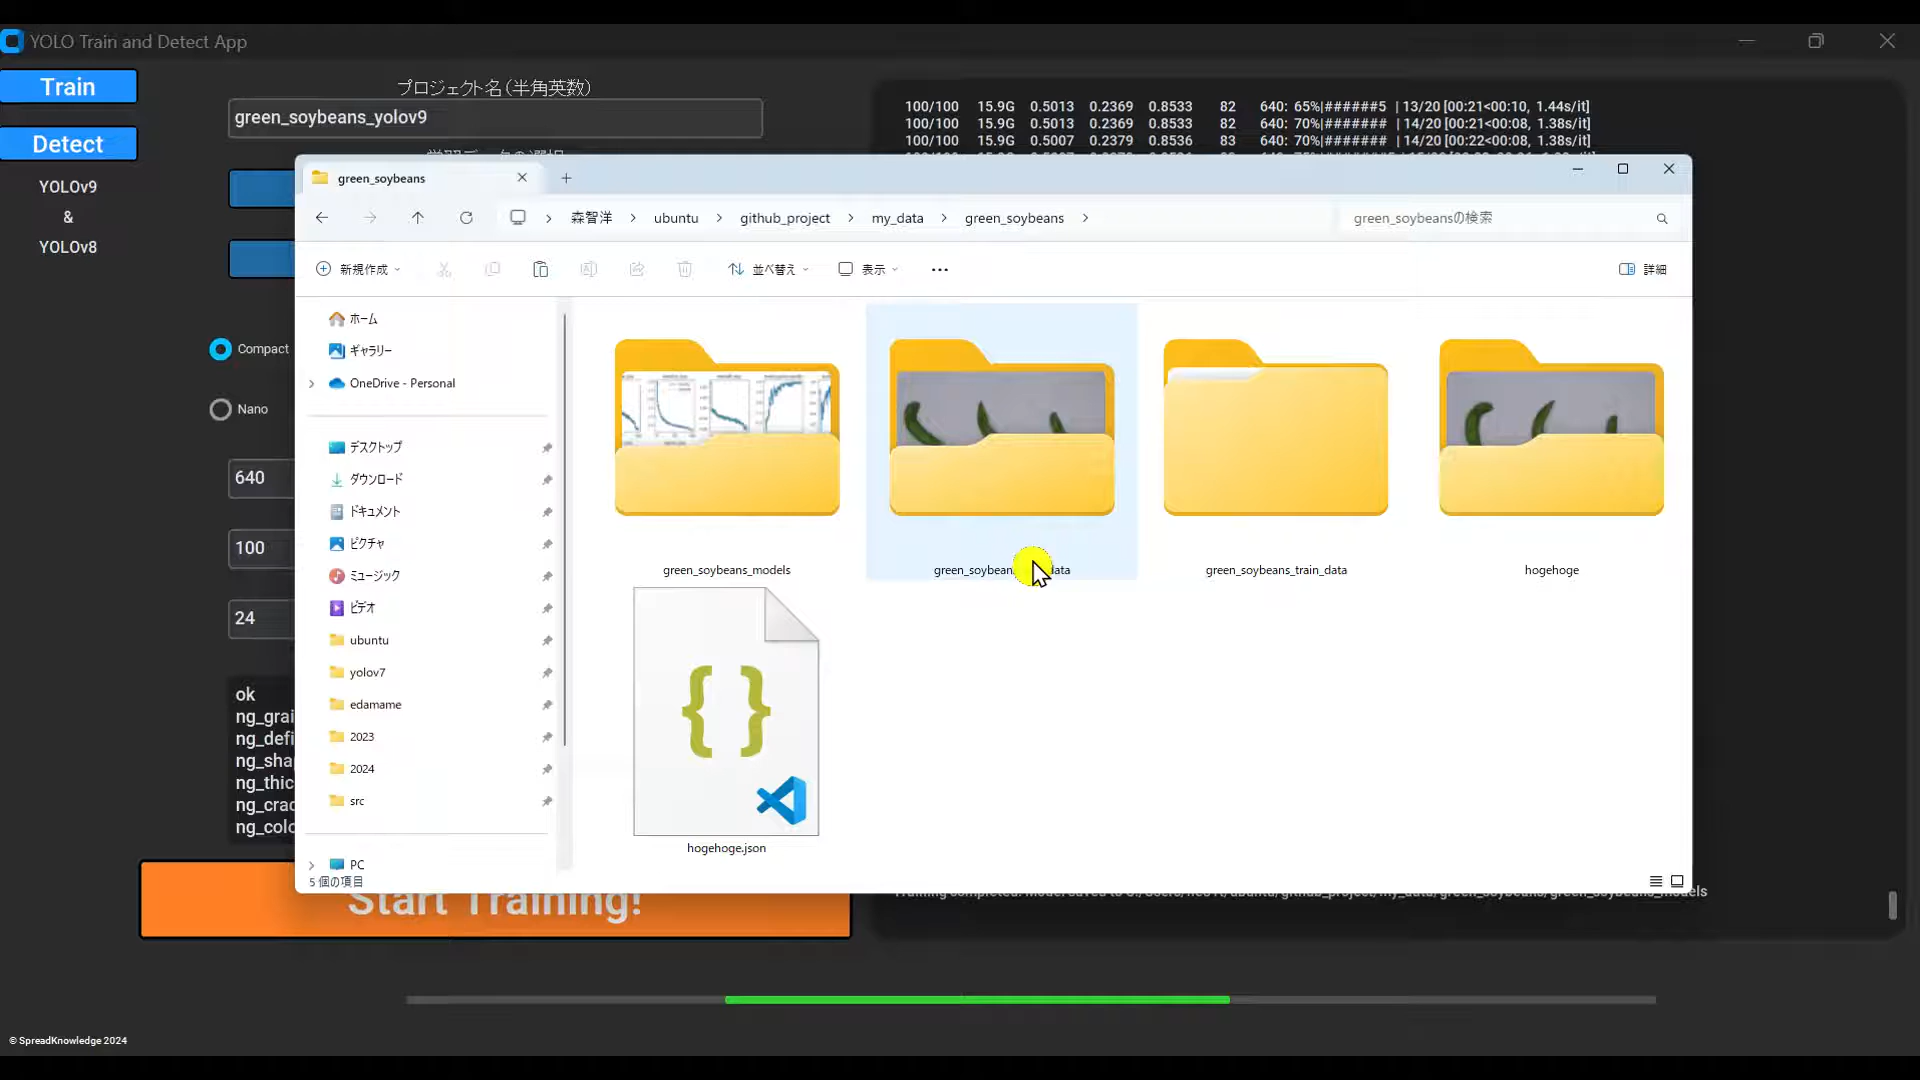 YOLO Train and Detect App
Train
Detect
YOLOv9
&
YOLOv8
プロジェクト名(半角英数)
green_soybeans_yolov9
100/100 15.9G 0.5013 0.2369 0.8533 82 640: 65%|######5 | 13/20 [00:21<00:10, 1.44s/it]
100/100 15.9G 0.5013 0.2369 0.8533 82 640: 70%|####### | 14/20 [00:21<00:08, 1.38s/it]
100/100 15.9G 0.5007 0.2379 0.8536 83 640: 70%|####### | 14/20 [00:22<00:08, 1.38s/it]
Compact
Nano
640
100
24
ok
green_soybeans
森智洋 > ubuntu > github_project > my_data > green_soybeans >
green_soybeansの検索
新規作成
並べ替え
表示
詳細
ホーム
ギャラリー
OneDrive - Personal
デスクトップ
ダウンロード
ドキュメント
ピクチャ
ミュージック
ビデオ
ubuntu
yolov7
edamame
2023
2024
src
PC
5 個の項目
green_soybeans_models
green_soybeans_train_data
hogehoge
{ }
hogehoge.json
Start Training!
Training completed. Model saved to
© SpreadKnowledge 2024